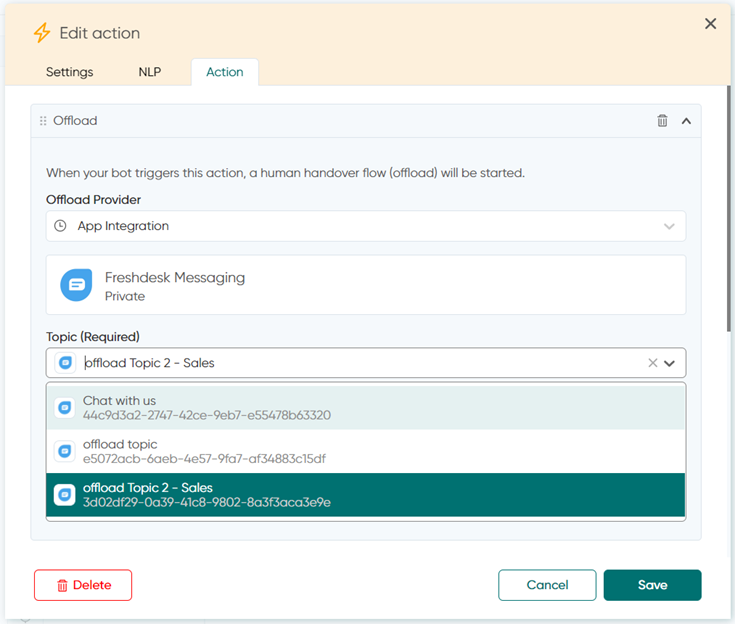 Edit action
Settings
NLP
Action
Offload
When your bot triggers this action, a human handover flow (offload) will be started.
Offload Provider
App Integration
Freshdesk Messaging
Private
Topic (Required)
offload Topic 2 - Sales
Chat with us
44c9d3a2-2747-42ce-9eb7-e55478b63320
offload topic
e5072acb-6aeb-4e57-9fa7-af34883c15df
offload Topic 2 - Sales
3d02df29-0a39-41c8-9802-8a3f3aca3e9e
Delete
Cancel
Save